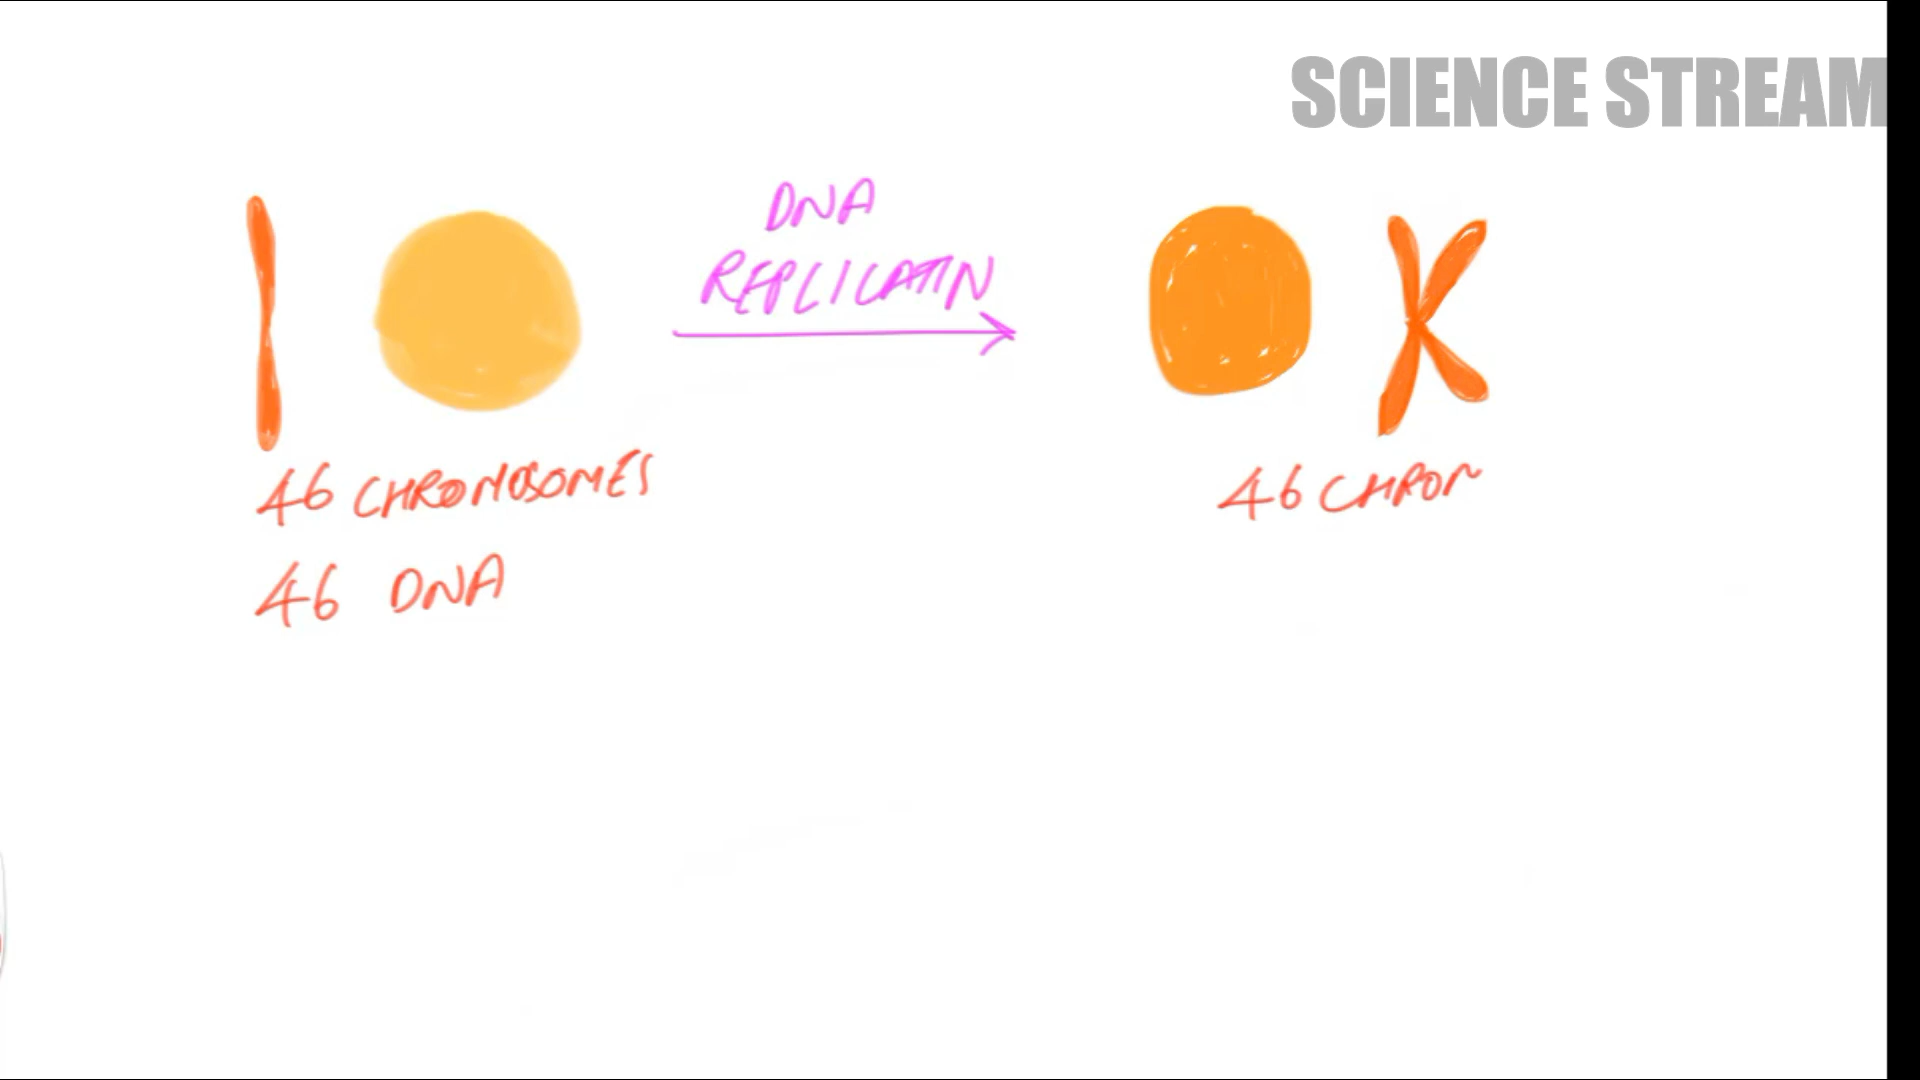 SCIENCE STREAM
DNA
REPLICATIN
46 CHROMOSOMES
46 DNA
46 CHROM